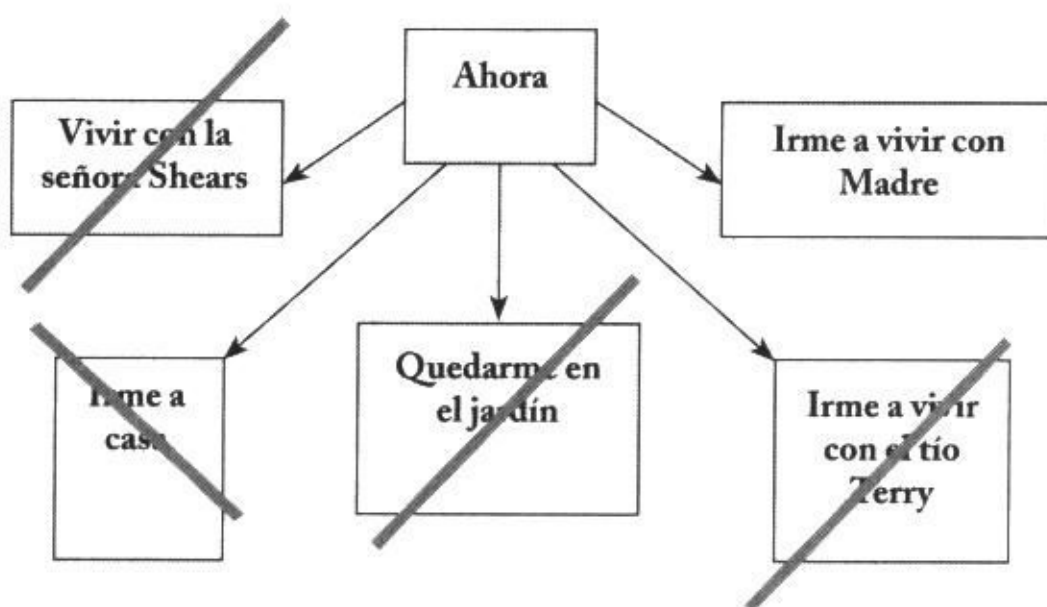 Ahora
Vivir con la
señora Shears
Irme a vivir con
Madre
Irme a
casa
Quedarme en
el jardín
Irme a vivir
con el tío
Terry